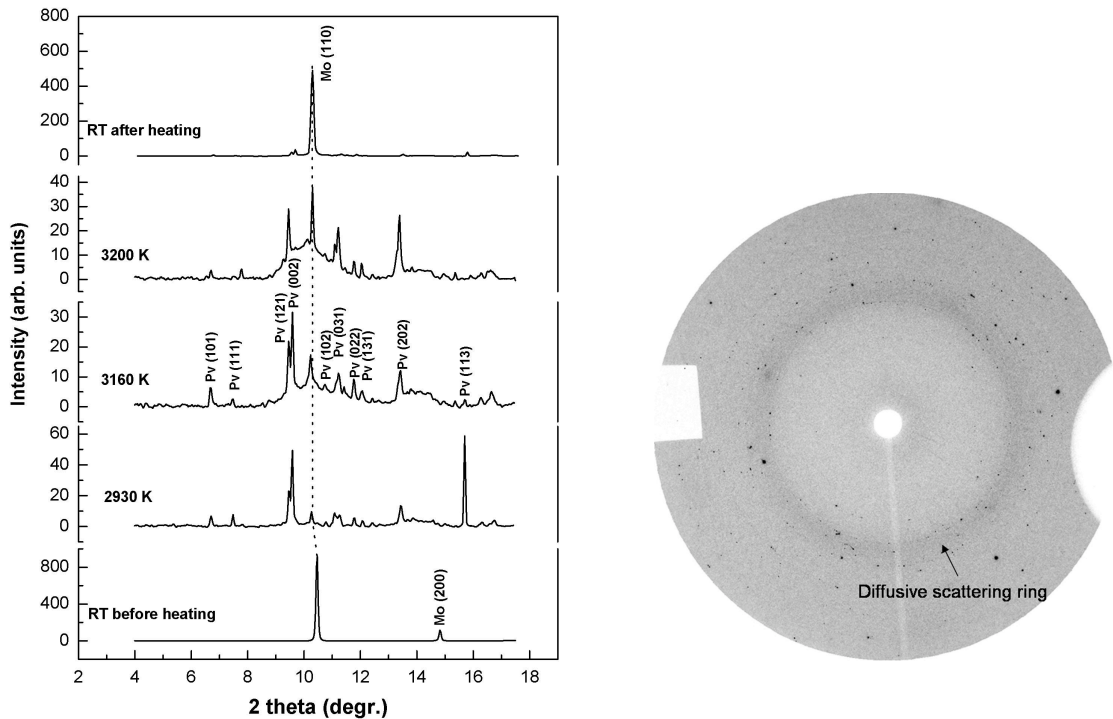 800
600
400
200
0
Mo (110)
RT after heating
40
30
20
10
0
3200 K
30
20
10
0
3160 K
Pv (101)
Pv (111)
Pv (121)
Pv (002)
Pv (102)
Pv (031)
Pv (022)
Pv (131)
Pv (202)
Pv (113)
60
40
20
0
2930 K
800
400
0
RT before heating
Mo (200)
2 4 6 8 10 12 14 16 18
2 theta (degr.)
Intensity (arb. units)
Diffusive scattering ring